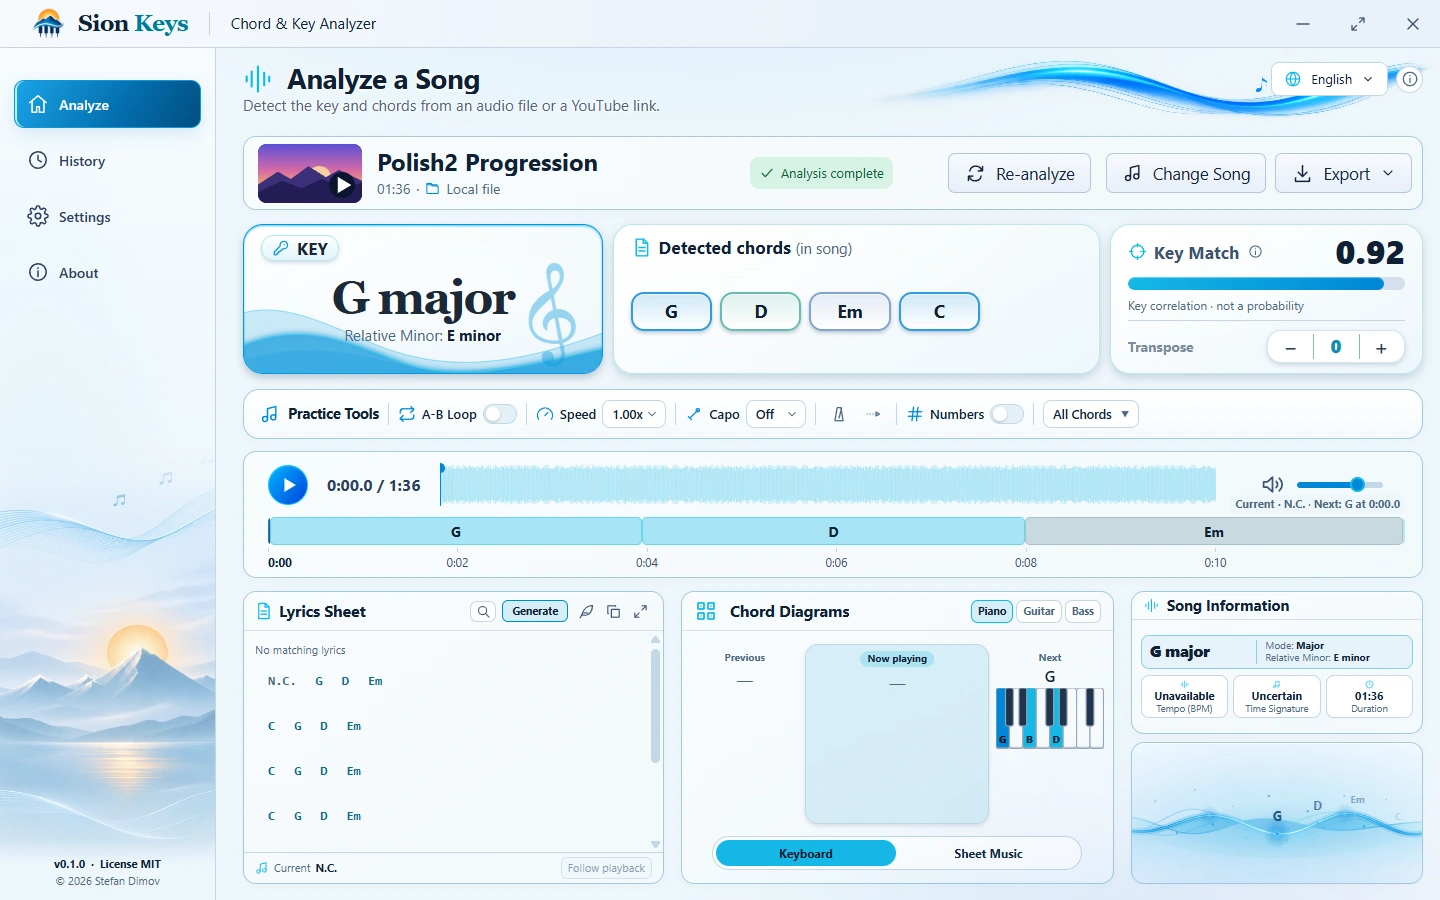 Sion Keys
Chord & Key Analyzer
Analyze
History
Settings
About
v0.1.0 · License MIT
© 2026 Stefan Dimov
Analyze a Song
Detect the key and chords from an audio file or a YouTube link.
English
Polish2 Progression
01:36 · Local file
Analysis complete
Re-analyze
Change Song
Export
KEY
G major
Relative Minor: E minor
Detected chords (in song)
G D Em C
Key Match
0.92
Key correlation · not a probability
Transpose
− 0 +
Practice Tools
A-B Loop
Speed 1.00x
Capo Off
Numbers
All Chords
0:00.0 / 1:36
Current · N.C. · Next: G at 0:00.0
G D Em
0:00 0:02 0:04 0:06 0:08 0:10
Lyrics Sheet
Generate
No matching lyrics
N.C. G D Em
C G D Em
C G D Em
C G D Em
Current N.C.
Follow playback
Chord Diagrams
Piano Guitar Bass
Previous
—
Now playing
—
Next
G
G B D
Keyboard
Sheet Music
Song Information
G major
Mode: Major
Relative Minor: E minor
Unavailable
Tempo (BPM)
Uncertain
Time Signature
01:36
Duration
G D Em C